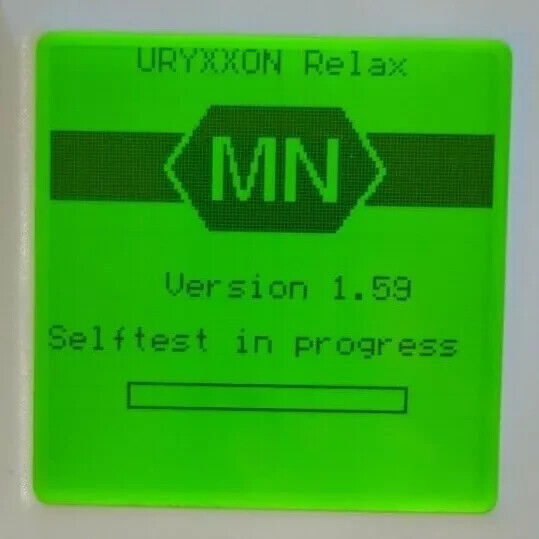 URYXXON Relax
MN
Version 1.59
Selftest in progress